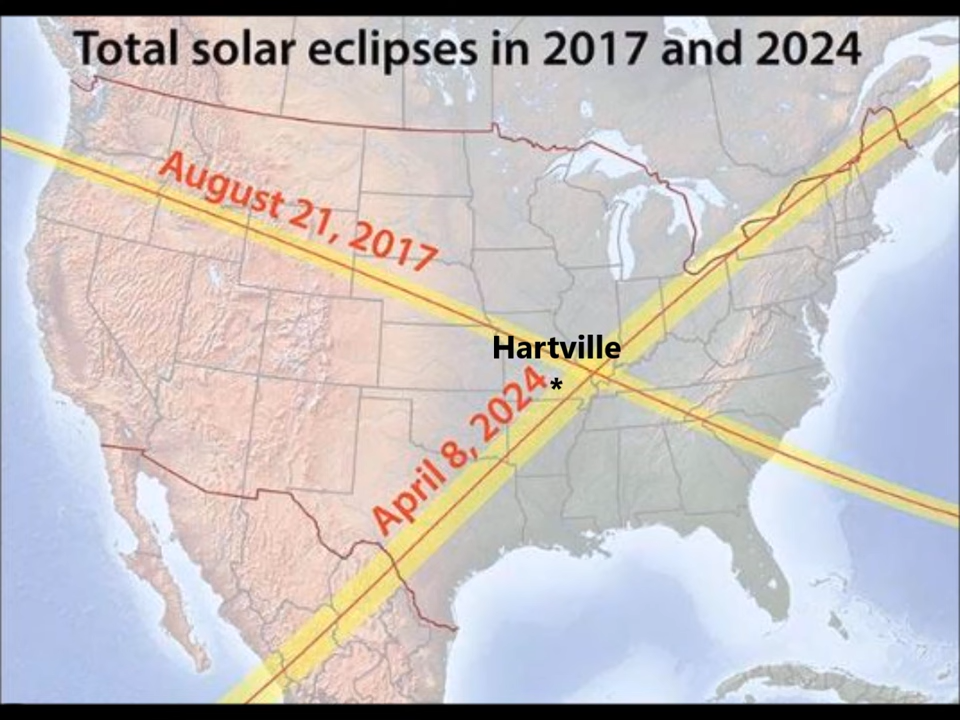 Total solar eclipses in 2017 and 2024
August 21, 2017
Hartville
*
April 8, 2024